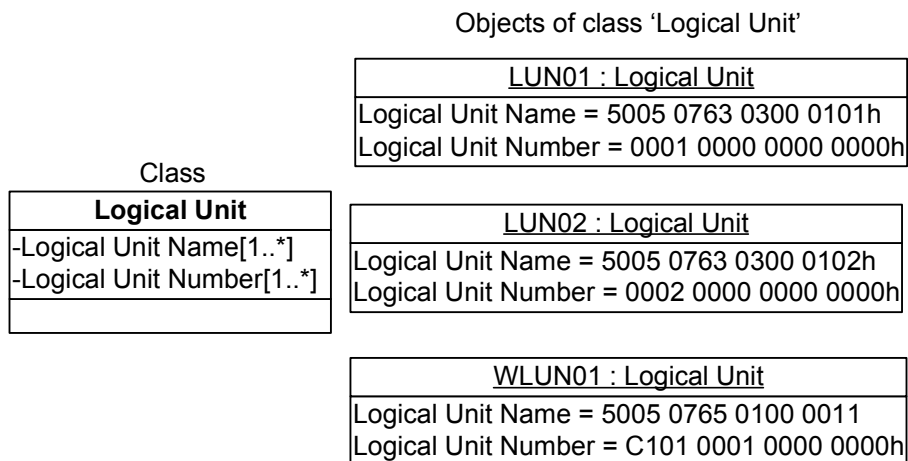 Objects of class ‘Logical Unit’
LUN01 : Logical Unit
Logical Unit Name = 5005 0763 0300 0101h
Logical Unit Number = 0001 0000 0000 0000h
Class
Logical Unit
-Logical Unit Name[1..*]
-Logical Unit Number[1..*]
LUN02 : Logical Unit
Logical Unit Name = 5005 0763 0300 0102h
Logical Unit Number = 0002 0000 0000 0000h
WLUN01 : Logical Unit
Logical Unit Name = 5005 0765 0100 0011
Logical Unit Number = C101 0001 0000 0000h